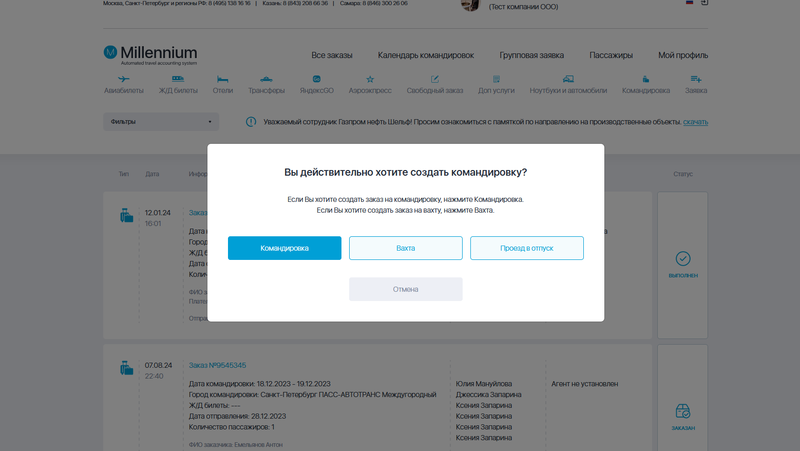 Москва, Санкт-Петербург и регионы РФ: 8 (495) 138 16 16 | Казань: 8 (843) 208 66 36 | Самара: 8 (846) 300 26 06
(Тест компании ООО)
Millennium
Automated travel accounting system
Все заказы Календарь командировок Групповая заявка Пассажиры Мой профиль
Авиабилеты Ж/Д билеты Отели Трансферы ЯндексGO Аэроэкспресс Свободный заказ Доп услуги Ноутбуки и автомобили Командировка Заявка
Фильтры
Уважаемый сотрудник Газпром нефть Шельф! Просим ознакомиться с памяткой по направлению на производственные объекты. скачать
Тип Дата Инфор Статус
Вы действительно хотите создать командировку?
Если Вы хотите создать заказ на командировку, нажмите Командировка.
Если Вы хотите создать заказ на вахту, нажмите Вахта.
Командировка Вахта Проезд в отпуск
Отмена
12.01.24
16:01
Заказ
Дата
Город
Ж/Д б
Дата о
Колич
ФИО з
Плате
Отпра
ВЫПОЛНЕН
07.08.24
22:40
Заказ №9545345
Дата командировки: 18.12.2023 - 19.12.2023
Город командировки: Санкт-Петербург ПАСС-АВТОТРАНС Междугородный
Ж/Д билеты: ----
Дата отправления: 28.12.2023
Количество пассажиров: 1
ФИО заказчика: Емельянов Антон
Юлия Мануйлова
Джессика Запарина
Ксения Запарина
Ксения Запарина
Ксения Запарина
Ксения Запарина
Агент не установлен
ЗАКАЗАН